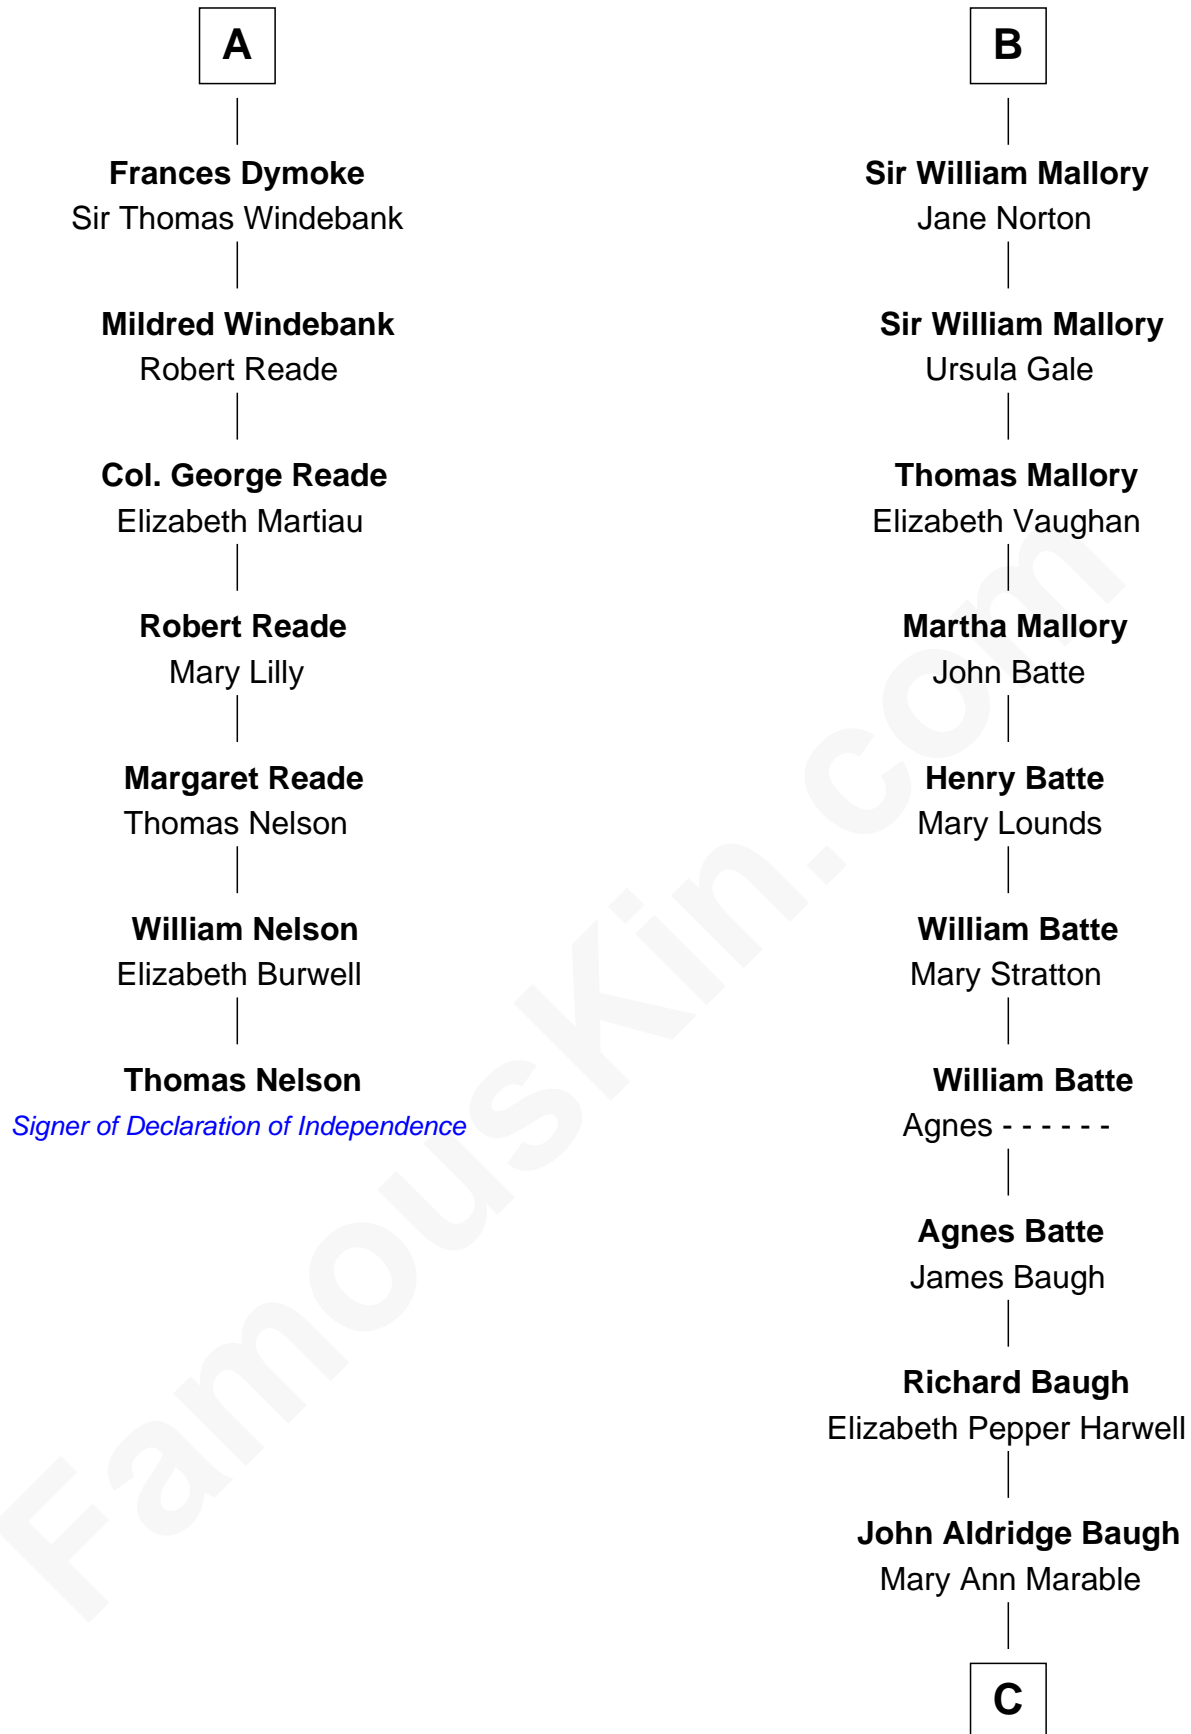 A
Frances Dymoke
Sir Thomas Windebank
Mildred Windebank
Robert Reade
Col. George Reade
Elizabeth Martiau
Robert Reade
Mary Lilly
Margaret Reade
Thomas Nelson
William Nelson
Elizabeth Burwell
Thomas Nelson
Signer of Declaration of Independence
B
Sir William Mallory
Jane Norton
Sir William Mallory
Ursula Gale
Thomas Mallory
Elizabeth Vaughan
Martha Mallory
John Batte
Henry Batte
Mary Lounds
William Batte
Mary Stratton
William Batte
Agnes - - - - - -
Agnes Batte
James Baugh
Richard Baugh
Elizabeth Pepper Harwell
John Aldridge Baugh
Mary Ann Marable
C
FamousKin.com